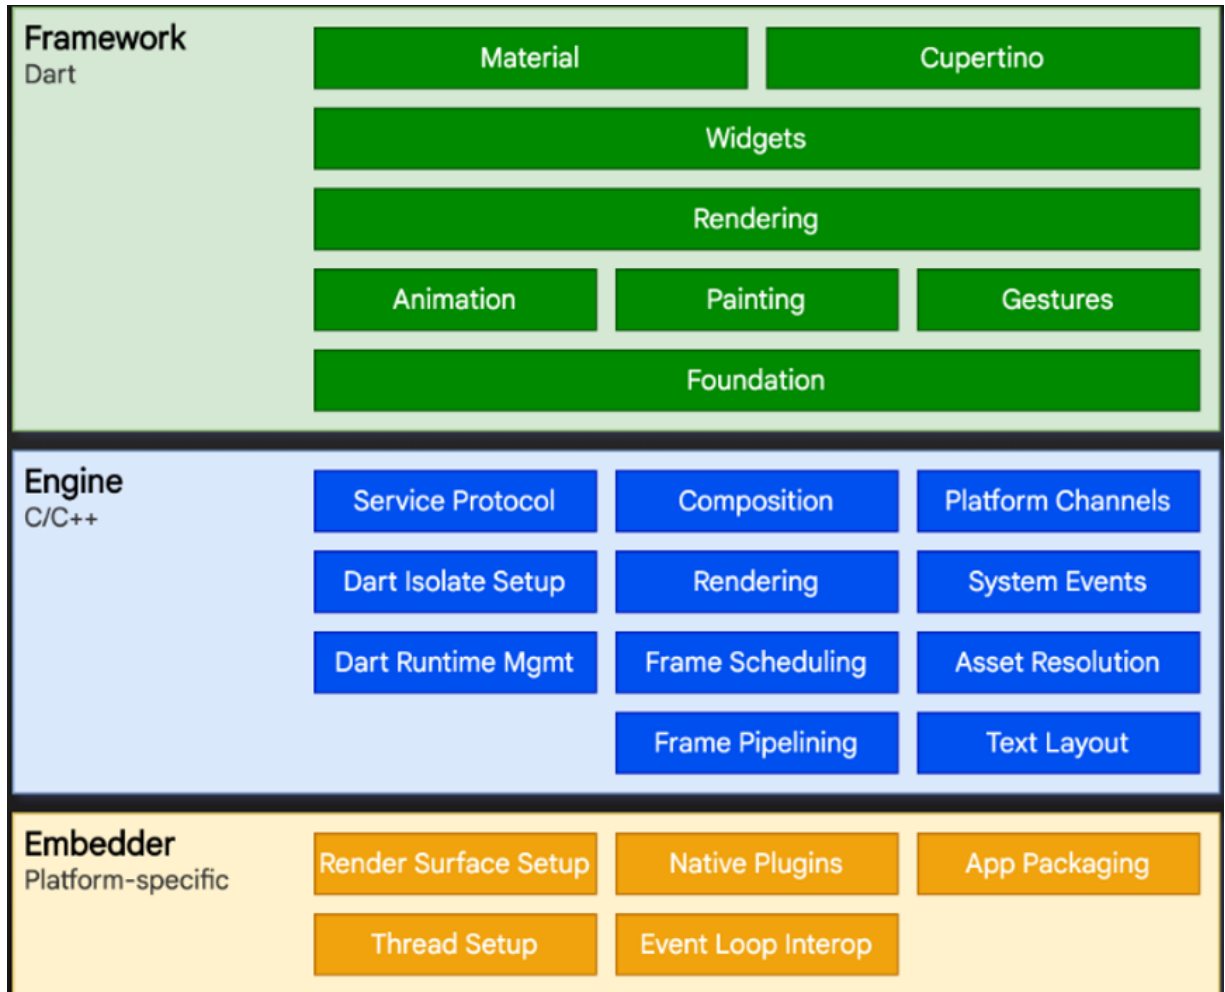 Framework
Dart
Material
Cupertino
Widgets
Rendering
Animation
Painting
Gestures
Foundation
Engine
C/C++
Service Protocol
Composition
Platform Channels
Dart Isolate Setup
Rendering
System Events
Dart Runtime Mgmt
Frame Scheduling
Asset Resolution
Frame Pipelining
Text Layout
Embedder
Platform-specific
Render Surface Setup
Native Plugins
App Packaging
Thread Setup
Event Loop Interop